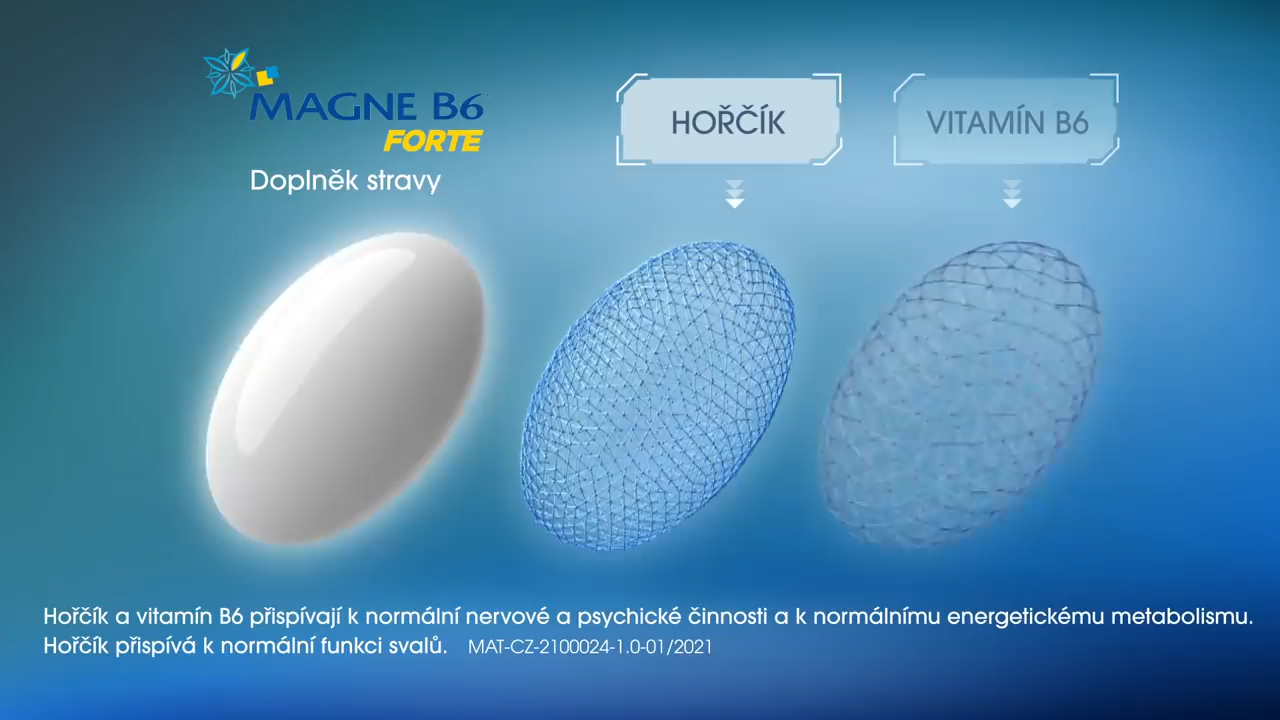 MAGNE B6
FORTE
Doplněk stravy
HOŘČÍK
VITAMÍN B6
Hořčík a vitamín B6 přispívají k normální nervové a psychické činnosti a k normálnímu energetickému metabolismu.
Hořčík přispívá k normální funkci svalů. MAT-CZ-2100024-1.0-01/2021